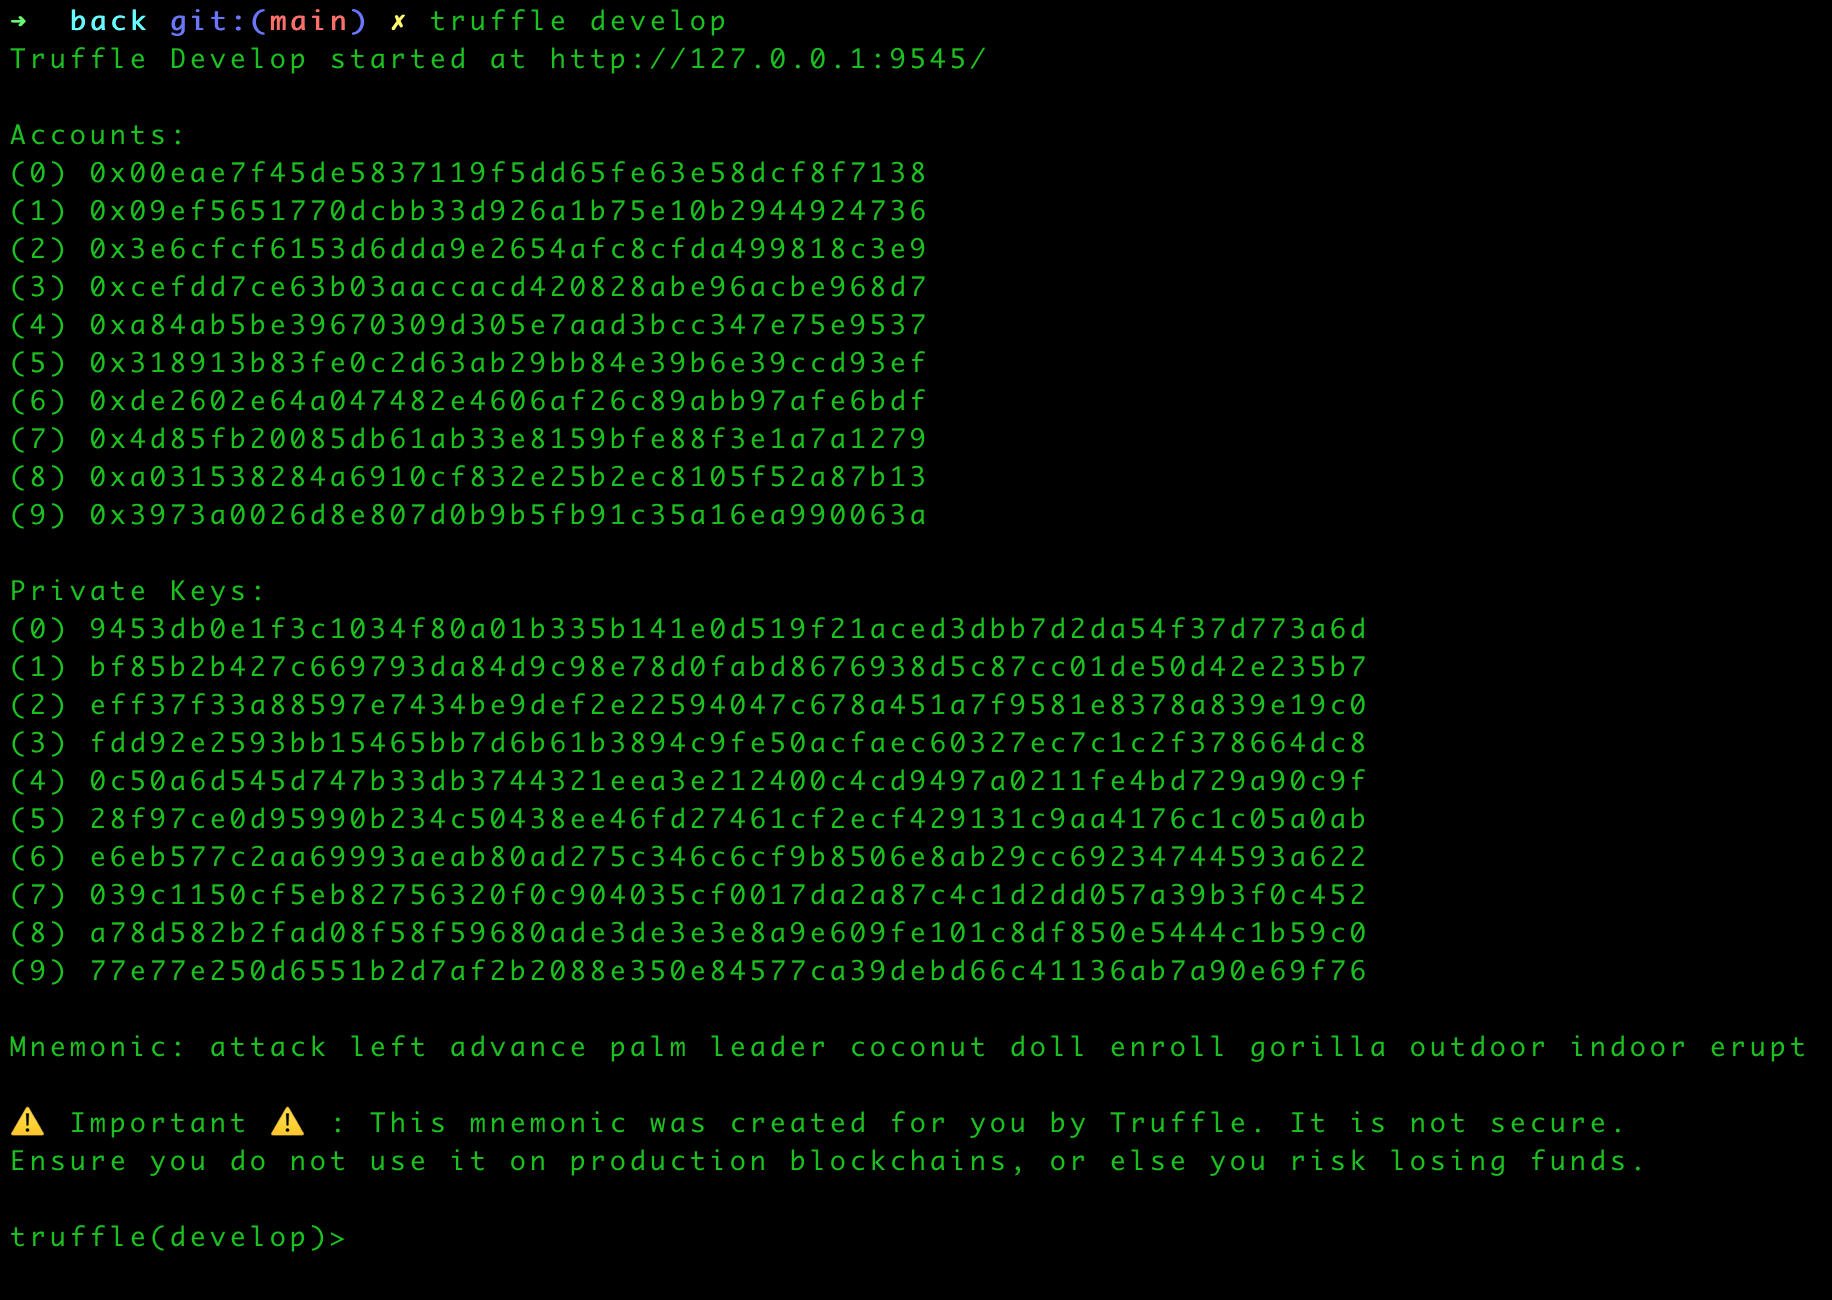 ➜ back git:(main) ✗ truffle develop
Truffle Develop started at http://127.0.0.1:9545/
Accounts:
(0) 0x00eae7f45de5837119f5dd65fe63e58dcf8f7138
(1) 0x09ef5651770dcbb33d926a1b75e10b2944924736
(2) 0x3e6cfcf6153d6dda9e2654afc8cfda499818c3e9
(3) 0xcefdd7ce63b03aaccacd420828abe96acbe968d7
(4) 0xa84ab5be39670309d305e7aad3bcc347e75e9537
(5) 0x318913b83fe0c2d63ab29bb84e39b6e39ccd93ef
(6) 0xde2602e64a047482e4606af26c89abb97afe6bdf
(7) 0x4d85fb20085db61ab33e8159bfe88f3e1a7a1279
(8) 0xa031538284a6910cf832e25b2ec8105f52a87b13
(9) 0x3973a0026d8e807d0b9b5fb91c35a16ea990063a
Private Keys:
(0) 9453db0e1f3c1034f80a01b335b141e0d519f21aced3dbb7d2da54f37d773a6d
(1) bf85b2b427c669793da84d9c98e78d0fabd8676938d5c87cc01de50d42e235b7
(2) eff37f33a88597e7434be9def2e22594047c678a451a7f9581e8378a839e19c0
(3) fdd92e2593bb15465bb7d6b61b3894c9fe50acfaec60327ec7c1c2f378664dc8
(4) 0c50a6d545d747b33db3744321eea3e212400c4cd9497a0211fe4bd729a90c9f
(5) 28f97ce0d95990b234c50438ee46fd27461cf2ecf429131c9aa4176c1c05a0ab
(6) e6eb577c2aa69993aeab80ad275c346c6cf9b8506e8ab29cc69234744593a622
(7) 039c1150cf5eb82756320f0c904035cf0017da2a87c4c1d2dd057a39b3f0c452
(8) a78d582b2fad08f58f59680ade3de3e3e8a9e609fe101c8df850e5444c1b59c0
(9) 77e77e250d6551b2d7af2b2088e350e84577ca39debd66c41136ab7a90e69f76
Mnemonic: attack left advance palm leader coconut doll enroll gorilla outdoor indoor erupt
⚠️ Important ⚠️ : This mnemonic was created for you by Truffle. It is not secure.
Ensure you do not use it on production blockchains, or else you risk losing funds.
truffle(develop)>